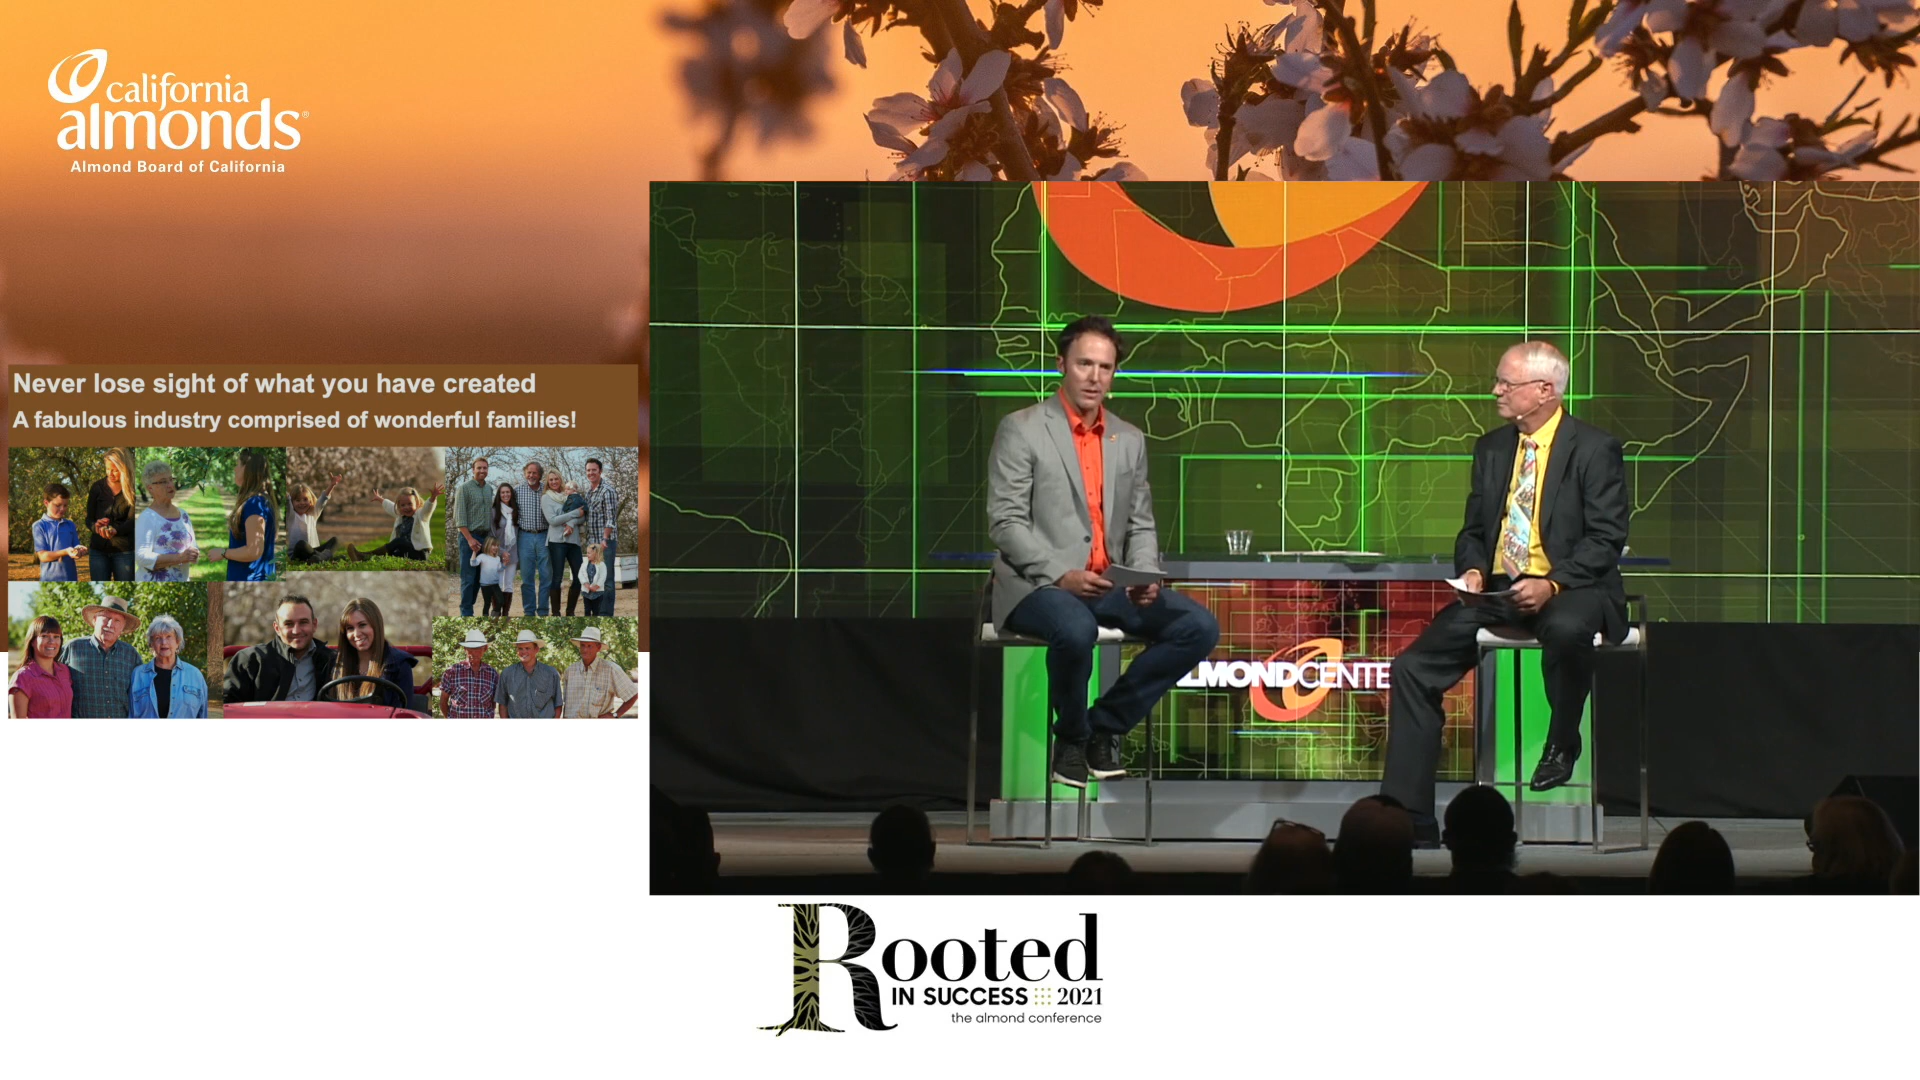 california
almonds®
Almond Board of California
Never lose sight of what you have created
A fabulous industry comprised of wonderful families!
LMONDCENTE
Rooted
IN SUCCESS 2021
the almond conference